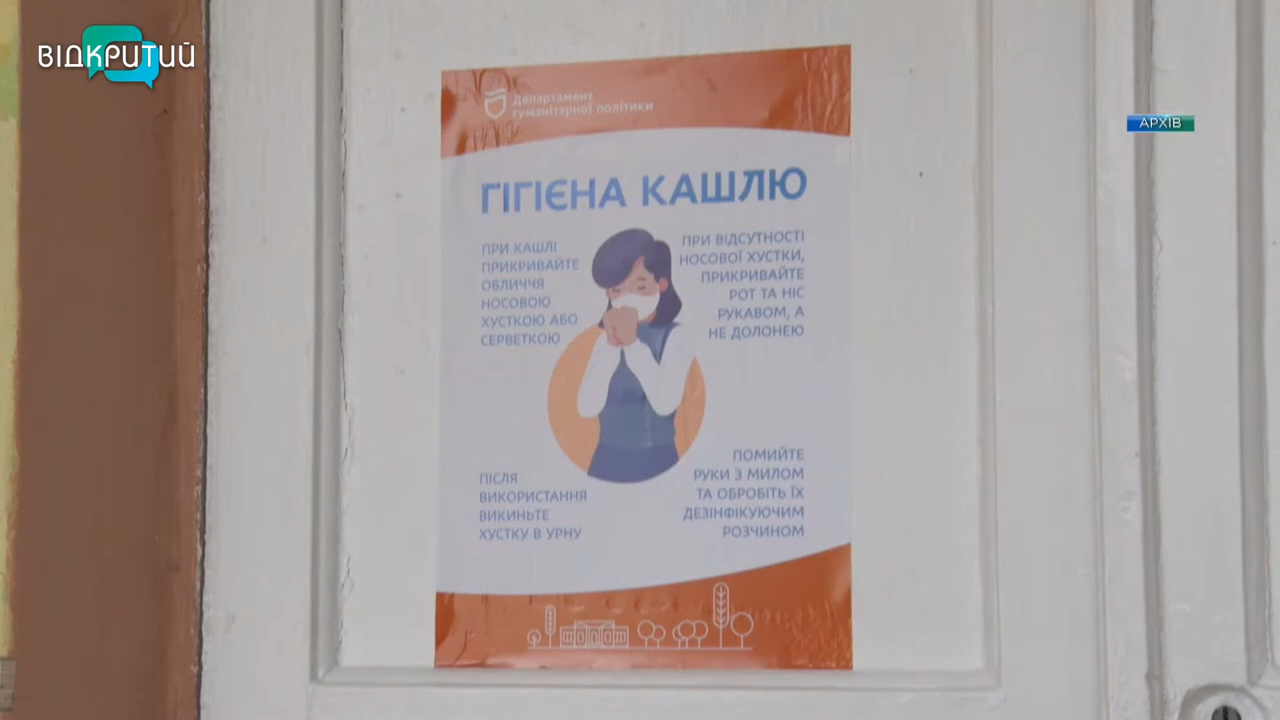 ВІДКРИТИЙ
АРХІВ
Департамент
гуманітарної політики
ГІГІЄНА КАШЛЮ
ПРИ КАШЛІ
ПРИКРИВАЙТЕ
ОБЛИЧЧЯ
НОСОВОЮ
ХУСТКОЮ АБО
СЕРВЕТКОЮ
ПРИ ВІДСУТНОСТІ
НОСОВОЇ ХУСТКИ,
ПРИКРИВАЙТЕ
РОТ ТА НІС
РУКАВОМ, А
НЕ ДОЛОНЕЮ
ПІСЛЯ
ВИКОРИСТАННЯ
ВИКИНЬТЕ
ХУСТКУ В УРНУ
ПОМИЙТЕ
РУКИ З МИЛОМ
ТА ОБРОБІТЬ ЇХ
ДЕЗІНФІКУЮЧИМ
РОЗЧИНОМ